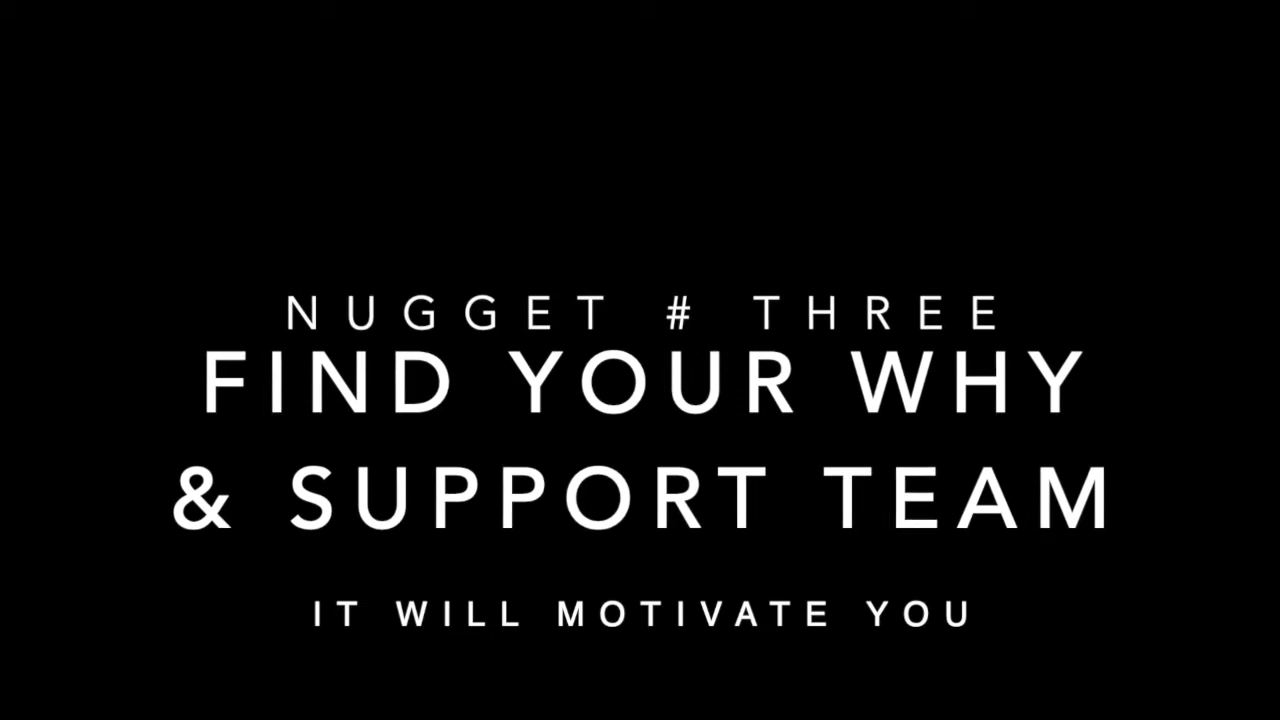 NUGGET # THREE
FIND YOUR WHY
& SUPPORT TEAM
IT WILL MOTIVATE YOU